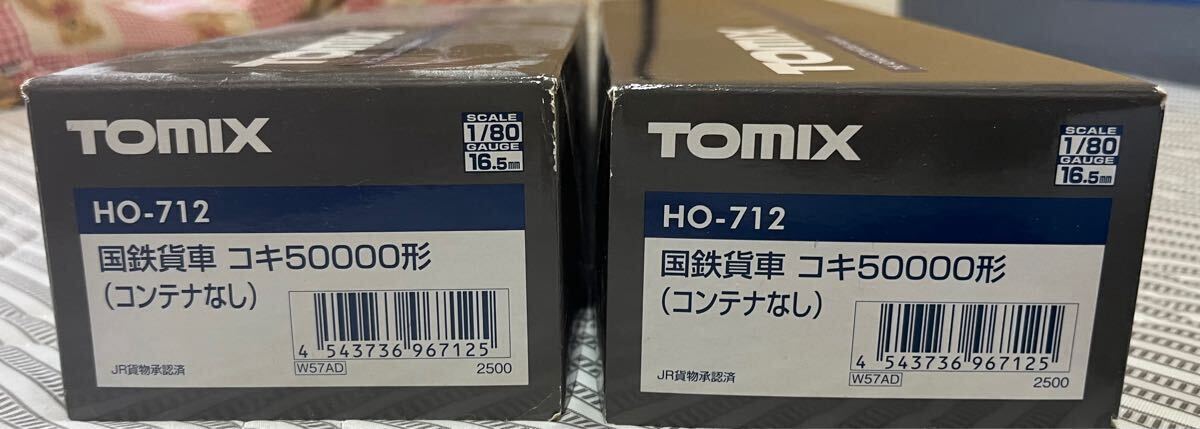 TOMIX
SCALE
1/80
GAUGE
16.5mm
HO-712
国鉄貨車 コキ50000形
(コンテナなし)
4 543736 967125
JR貨物承認済
W57AD
2500
TOMIX
TOMIX
SCALE
1/80
GAUGE
16.5mm
HO-712
国鉄貨車 コキ50000形
(コンテナなし)
4 543736 967125
JR貨物承認済
W57AD
2500
TOMIX